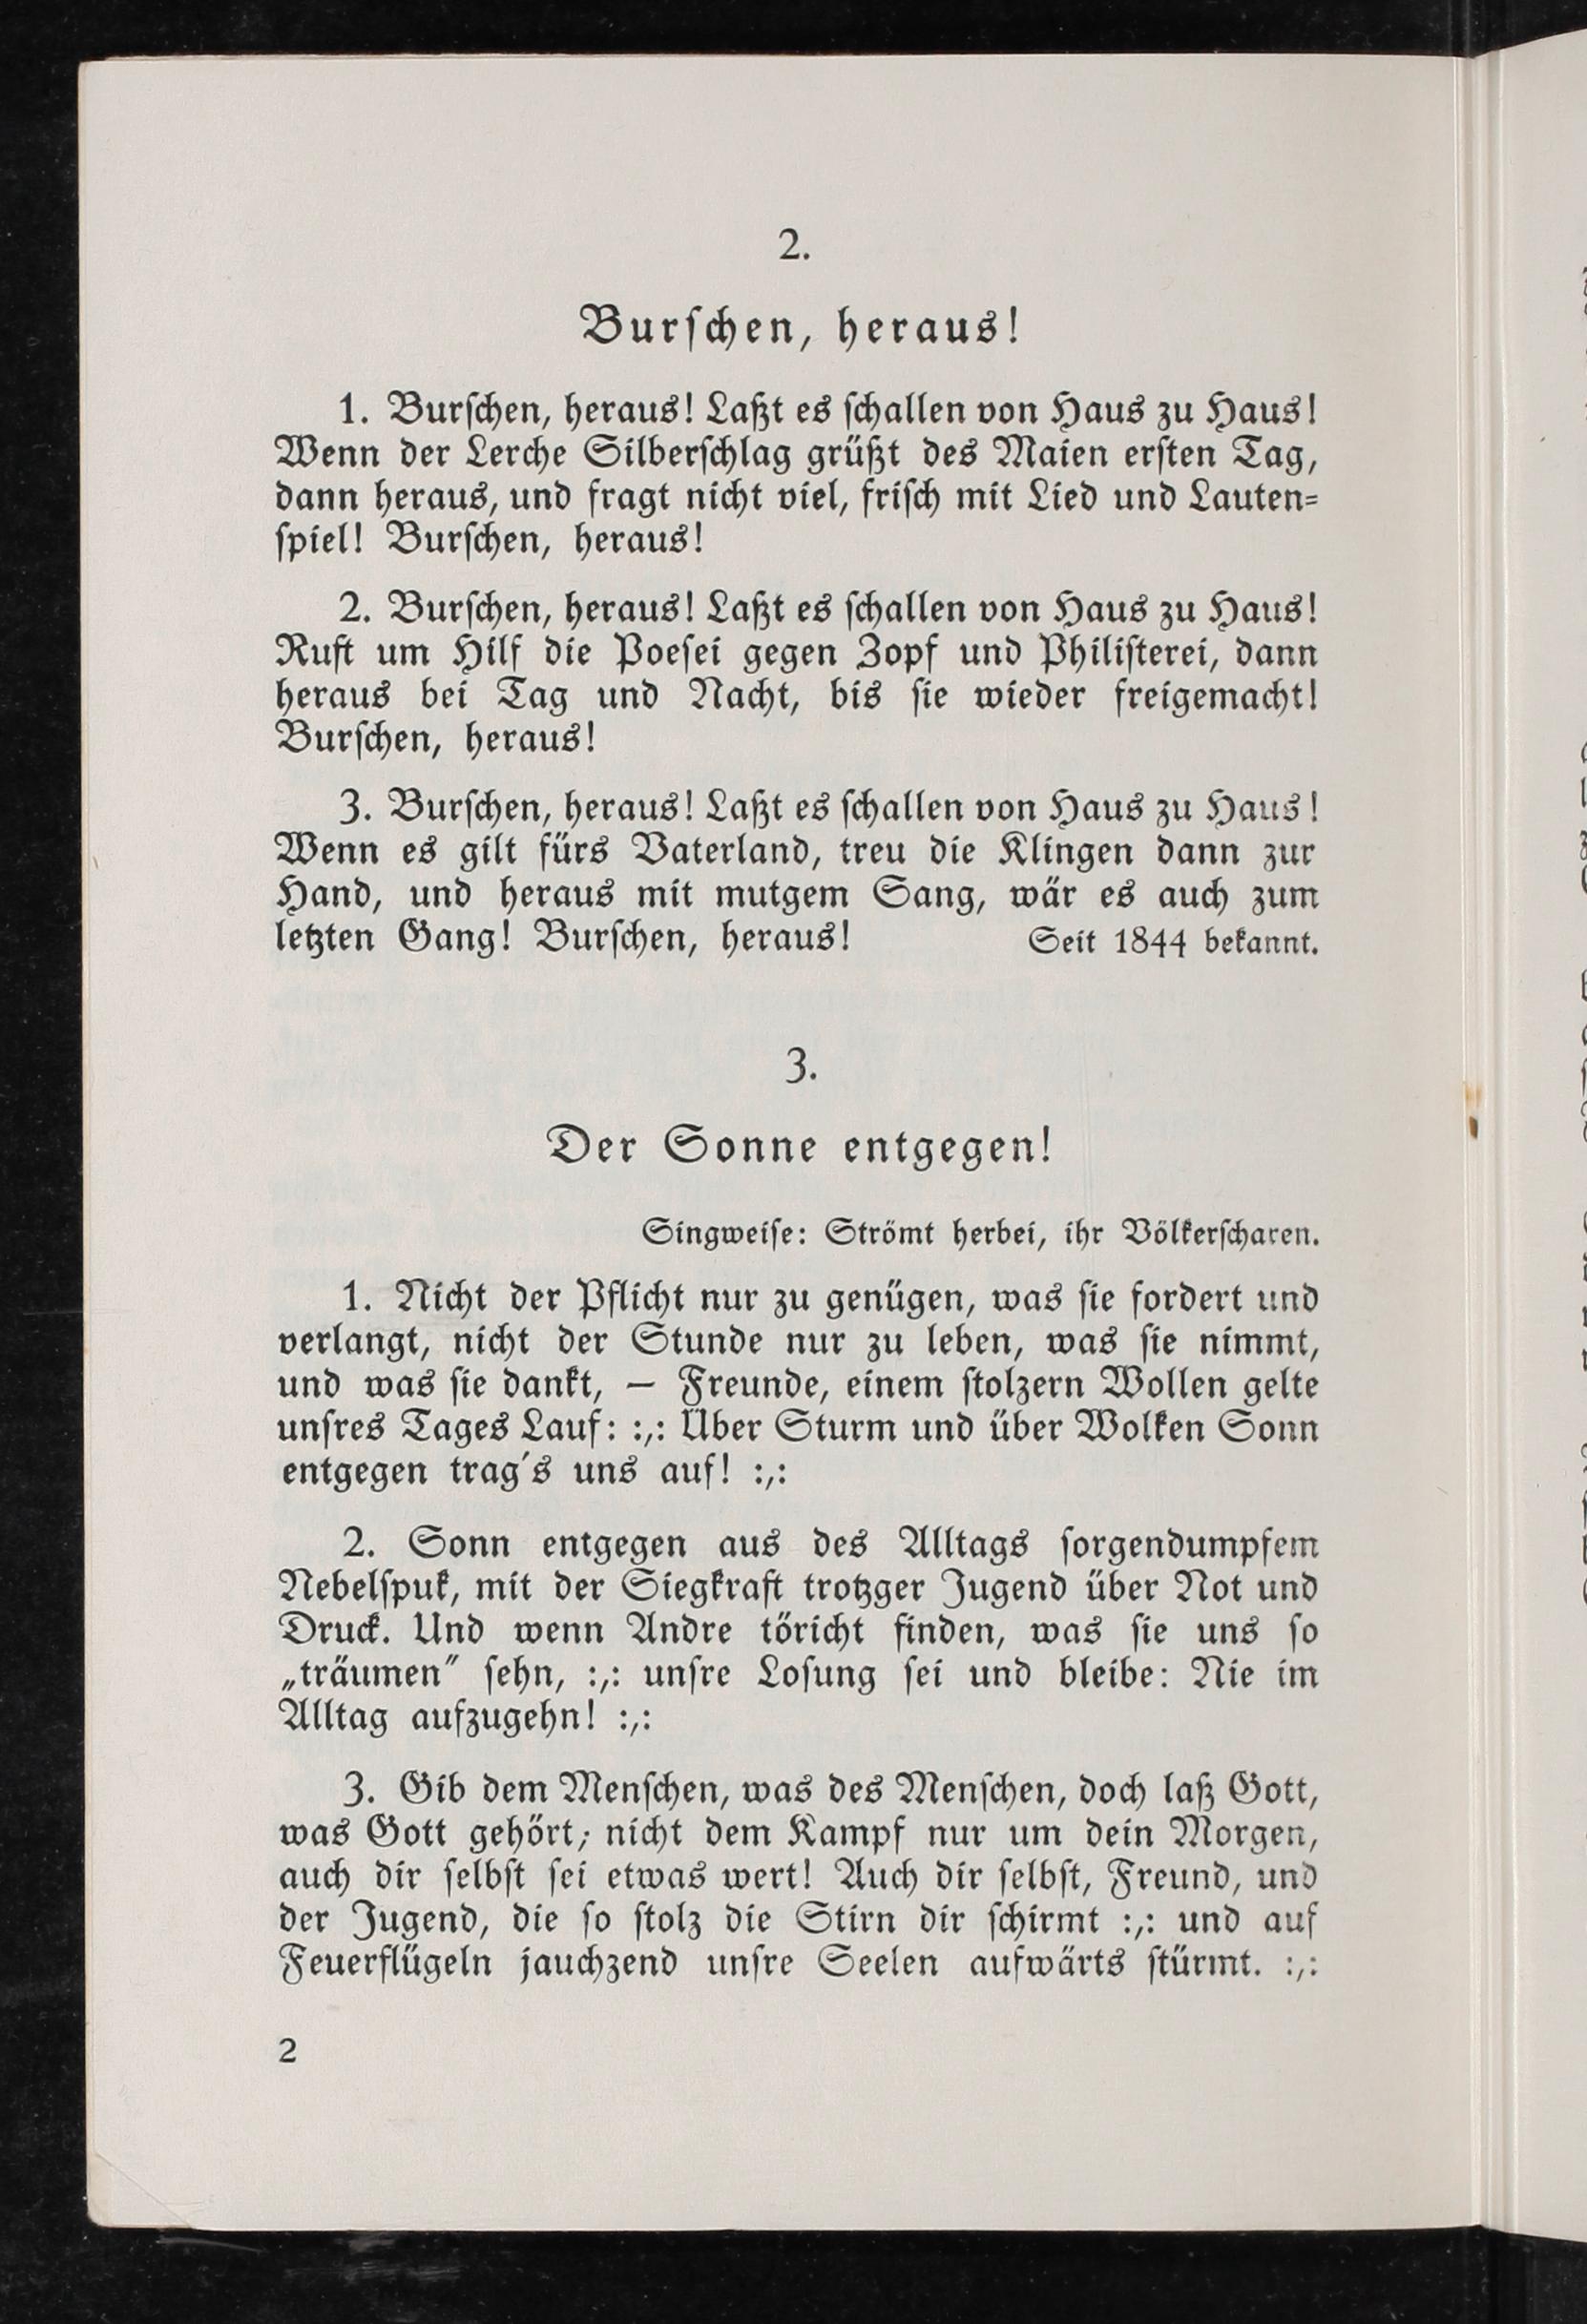 2.
Burſchen, heraus!
1. Burſchen, heraus! Laßt es ſchallen von Haus zu Haus!
Wenn der Lerche Silberſchlag grüßt des Maien erſten Tag,
dann heraus, und fragt nicht viel, friſch mit Lied und Lauten-
ſpiel! Burſchen, heraus!
2. Burſchen, heraus! Laßt es ſchallen von Haus zu Haus!
Ruft um Hilf die Poeſei gegen Zopf und Philiſterei, dann
heraus bei Tag und Nacht, bis ſie wieder freigemacht!
Burſchen, heraus!
3. Burſchen, heraus! Laßt es ſchallen von Haus zu Haus!
Wenn es gilt fürs Vaterland, treu die Klingen dann zur
Hand, und heraus mit mutgem Sang, wär es auch zum
letzten Gang! Burſchen, heraus! Seit 1844 bekannt.
3.
Der Sonne entgegen!
Singweiſe: Strömt herbei, ihr Völkerſcharen.
1. Nicht der Pflicht nur zu genügen, was ſie fordert und
verlangt, nicht der Stunde nur zu leben, was ſie nimmt,
und was ſie dankt, — Freunde, einem ſtolzern Wollen gelte
unſres Tages Lauf: :,: Über Sturm und über Wolken Sonn
entgegen trag's uns auf! :,:
2. Sonn entgegen aus des Alltags ſorgendumpfem
Nebelſpuk, mit der Siegkraft trotzger Jugend über Not und
Druck. Und wenn Andre töricht finden, was ſie uns ſo
„träumen" ſehn, :,: unſre Loſung ſei und bleibe: Nie im
Alltag aufzugehn! :,:
3. Gib dem Menſchen, was des Menſchen, doch laß Gott,
was Gott gehört; nicht dem Kampf nur um dein Morgen,
auch dir ſelbſt ſei etwas wert! Auch dir ſelbſt, Freund, und
der Jugend, die ſo ſtolz die Stirn dir ſchirmt :,: und auf
Feuerflügeln jauchzend unſre Seelen aufwärts ſtürmt. :,:
2